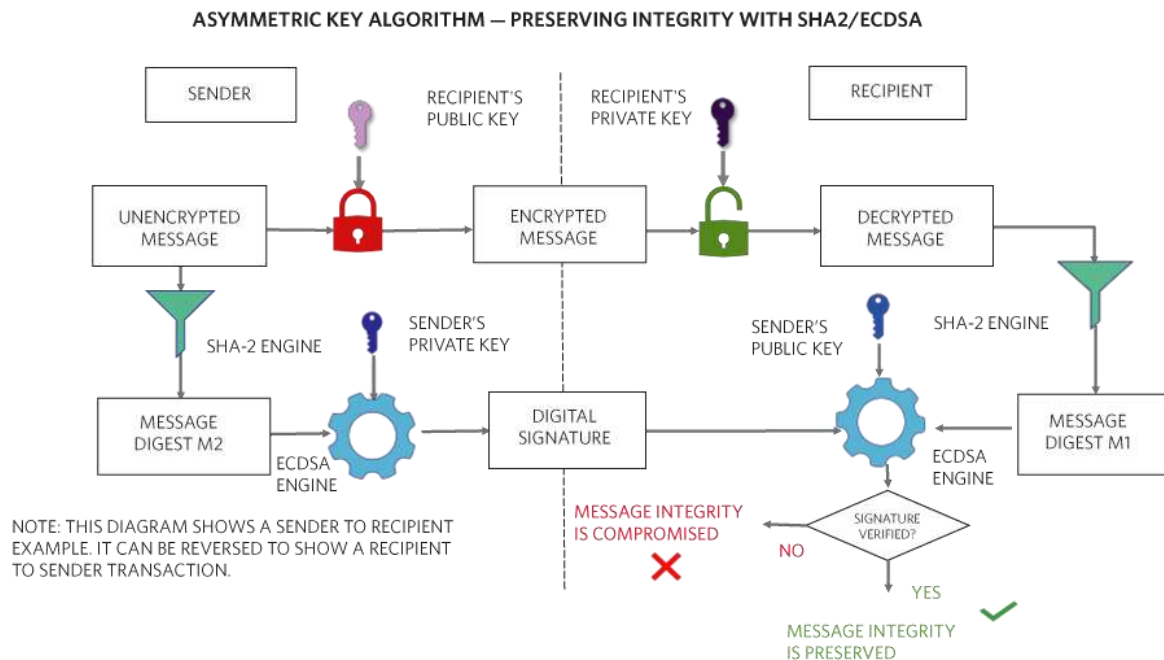 ASYMMETRIC KEY ALGORITHM — PRESERVING INTEGRITY WITH SHA2/ECDSA
SENDER
RECIPIENT'S
PUBLIC KEY
RECIPIENT'S
PRIVATE KEY
RECIPIENT
UNENCRYPTED
MESSAGE
ENCRYPTED
MESSAGE
DECRYPTED
MESSAGE
SHA-2 ENGINE
SENDER'S
PRIVATE KEY
SENDER'S
PUBLIC KEY
SHA-2 ENGINE
MESSAGE
DIGEST M2
ECDSA
ENGINE
DIGITAL
SIGNATURE
ECDSA
ENGINE
MESSAGE
DIGEST M1
NOTE: THIS DIAGRAM SHOWS A SENDER TO RECIPIENT
EXAMPLE. IT CAN BE REVERSED TO SHOW A RECIPIENT
TO SENDER TRANSACTION.
MESSAGE INTEGRITY
IS COMPROMISED
NO
SIGNATURE
VERIFIED?
YES
MESSAGE INTEGRITY
IS PRESERVED